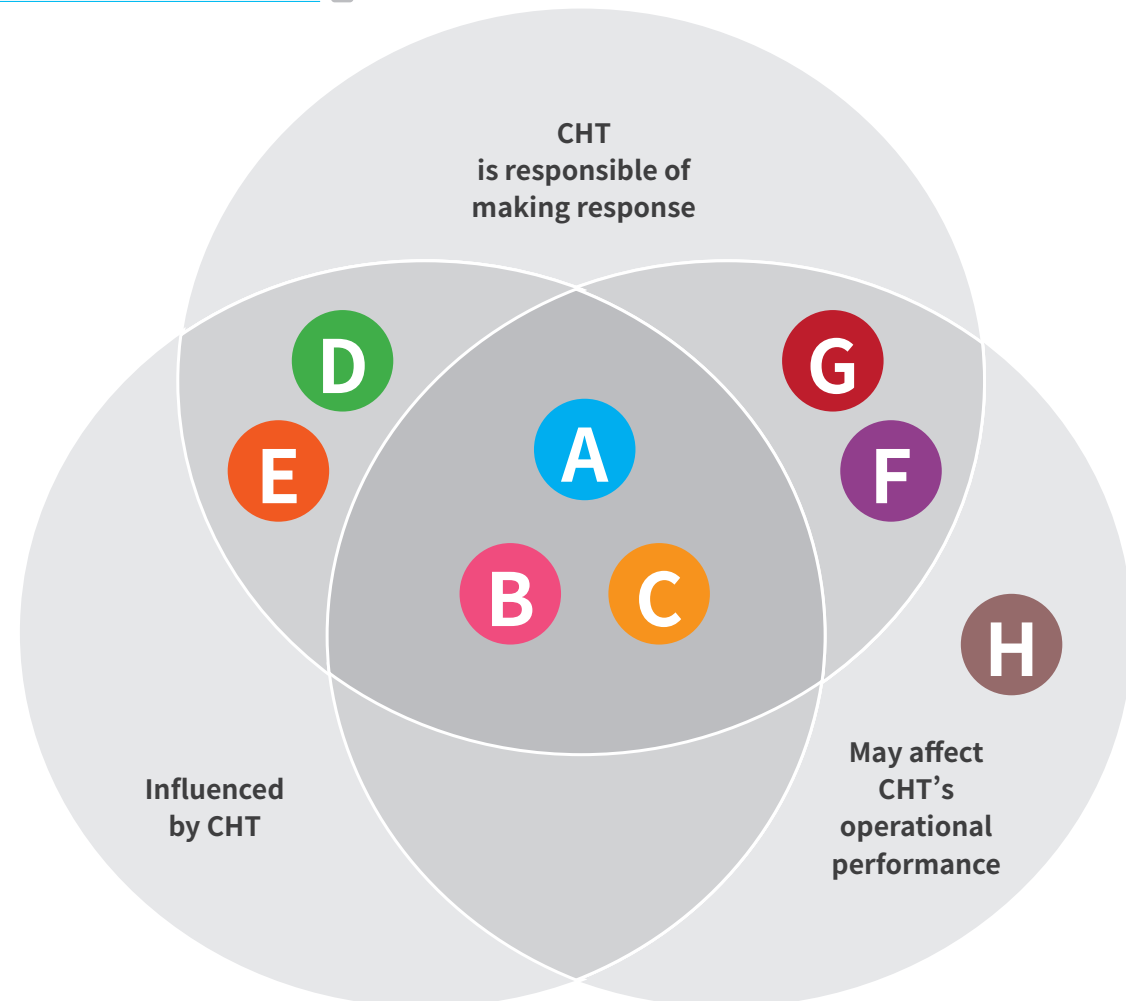 CHT
is responsible of
making response
D
G
E
A
F
B
C
H
May affect
CHT’s
operational
performance
Influenced
by CHT